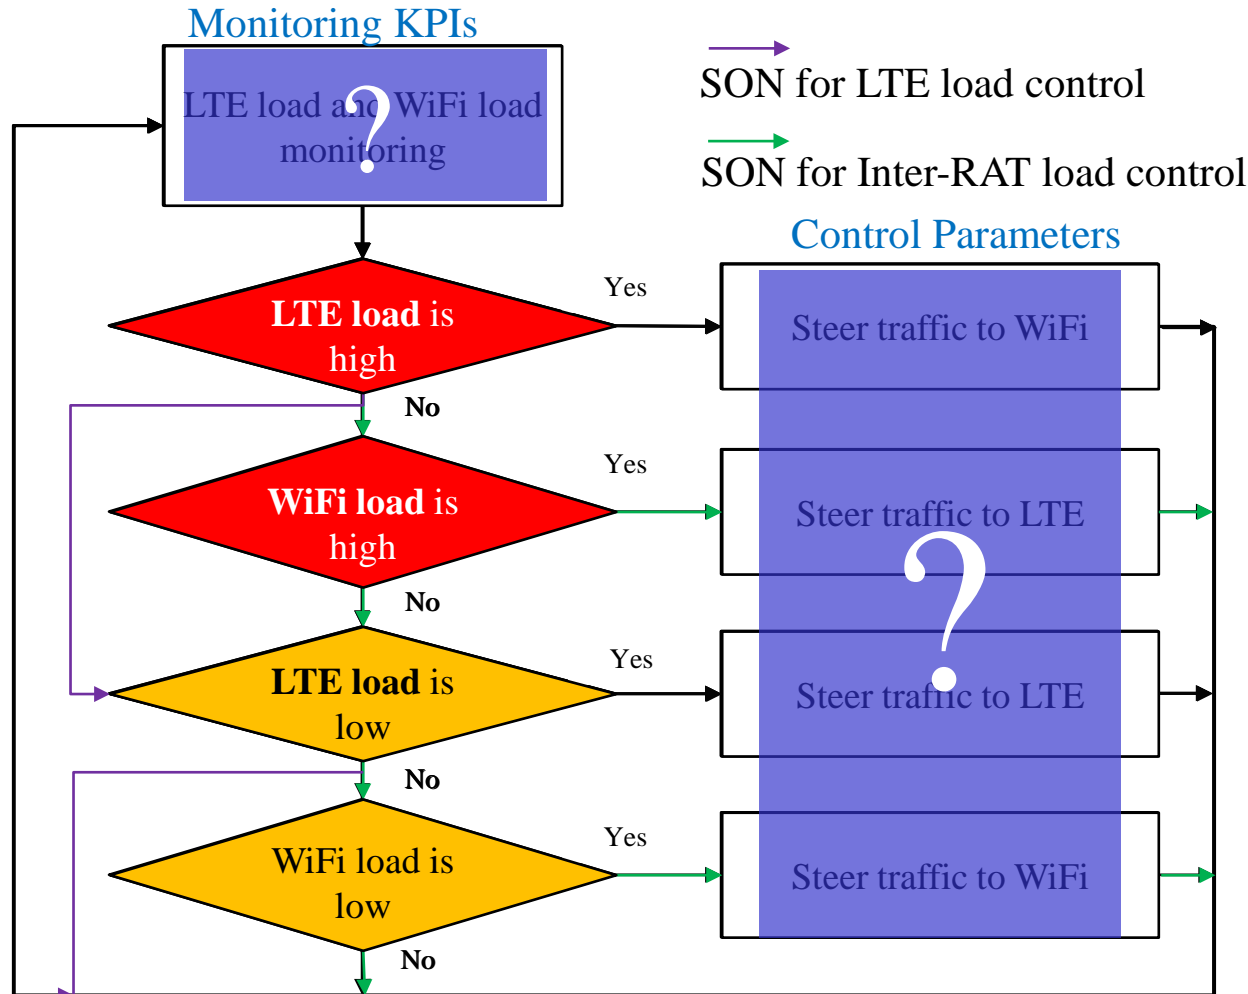 Monitoring KPIs
LTE load and WiFi load
monitoring
?
SON for LTE load control
SON for Inter-RAT load control
Control Parameters
LTE load is
high
Yes
Steer traffic to WiFi
No
WiFi load is
high
Yes
Steer traffic to LTE
?
No
LTE load is
low
Yes
Steer traffic to LTE
No
WiFi load is
low
Yes
Steer traffic to WiFi
No